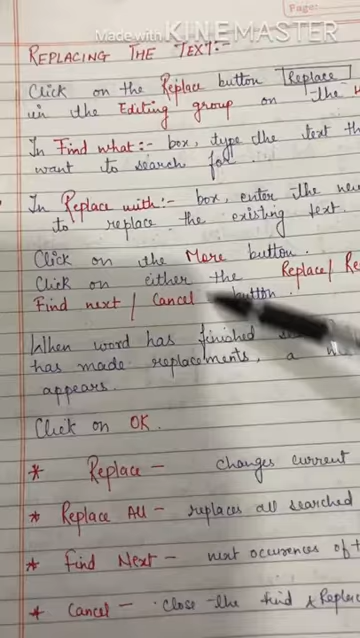 Page:
Made with KINEMASTER
REPLACING THE TEXT:-
Click on the Replace button Replace
in the Editing group on the
In Find what:- box, type the text
want to search for
In Replace with:- box, enter the new
to replace the existing text.
Click on the More button.
Click on either the Replace/
Find next / Cancel button.
When word has finished
has made replacements, a
appears.
Click on OK.
* Replace - changes current
* Replace All - replaces all searched
* Find Next - next occurences of
* Cancel - close the find & Replace